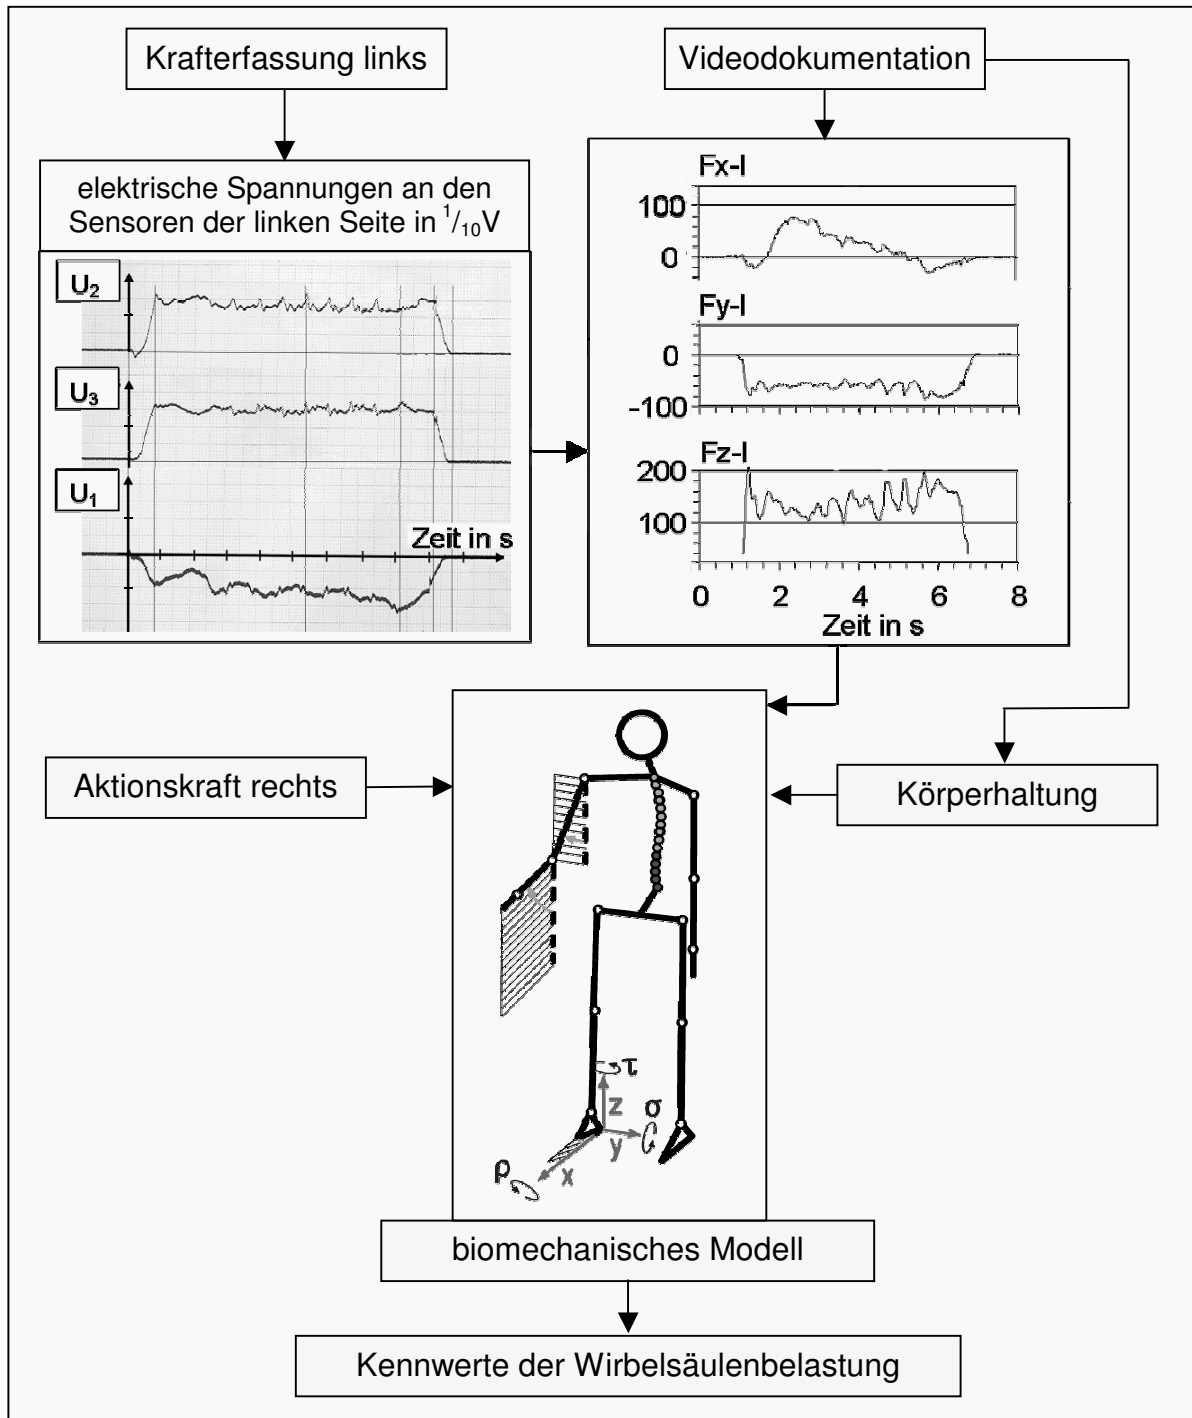 Krafterfassung links
Videodokumentation
elektrische Spannungen an den
Sensoren der linken Seite in 1/10V
U2
U3
U1
Zeit in s
Fx-l
100
0
Fy-l
0
-100
Fz-l
200
100
0 2 4 6 8
Zeit in s
Aktionskraft rechts
Körperhaltung
τ
z
σ
y
x
ρ
biomechanisches Modell
Kennwerte der Wirbelsäulenbelastung